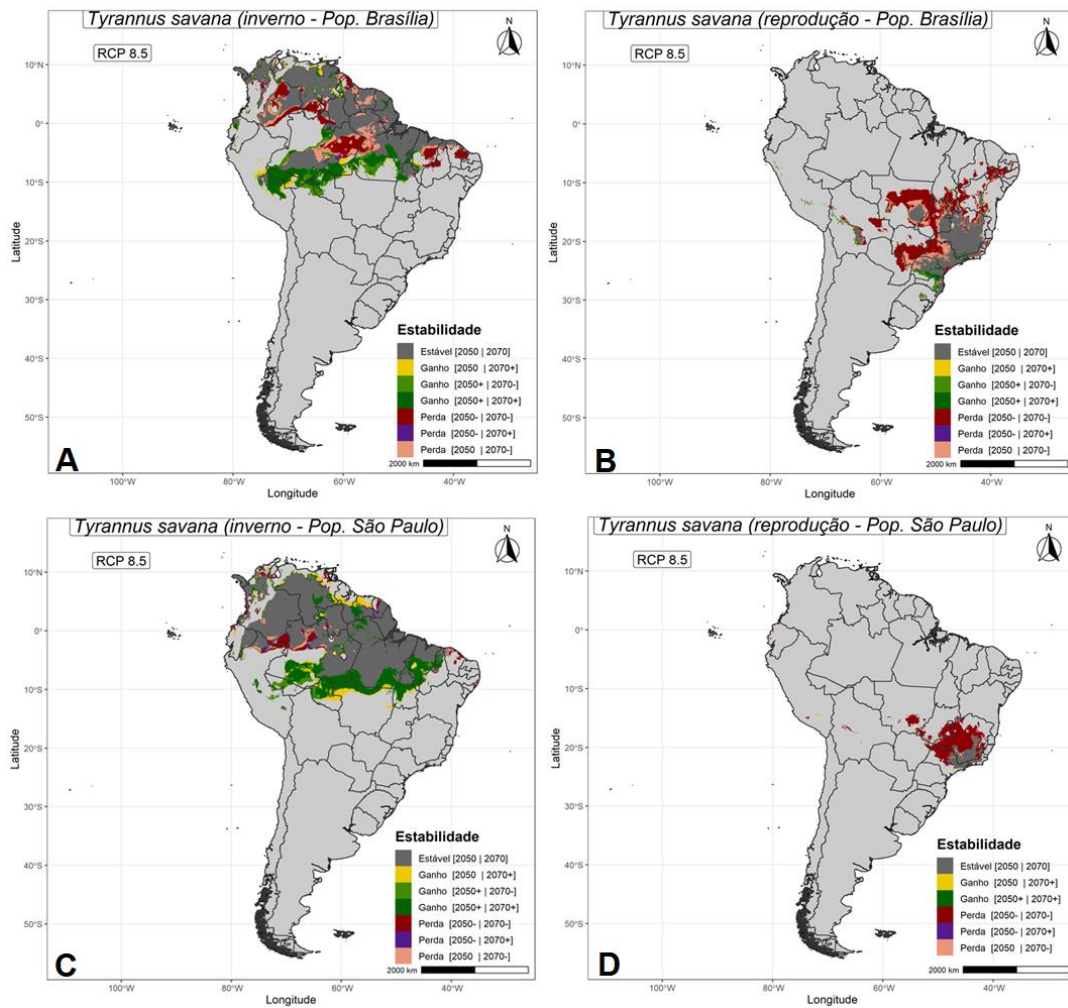 Tyrannus savana (inverno - Pop. Brasília)
N
RCP 8.5
10°N
0°
10°S
20°S
30°S
40°S
50°S
Latitude
Estabilidade
Estável [2050 | 2070]
Ganho [2050 | 2070+]
Ganho [2050+ | 2070-]
Ganho [2050+ | 2070+]
Perda [2050- | 2070-]
Perda [2050- | 2070+]
Perda [2050 | 2070-]
2000 km
A
100°W 80°W 60°W 40°W
Longitude
Tyrannus savana (reprodução - Pop. Brasília)
N
RCP 8.5
10°N
0°
10°S
20°S
30°S
40°S
50°S
Latitude
Estabilidade
Estável [2050 | 2070]
Ganho [2050 | 2070+]
Ganho [2050+ | 2070-]
Ganho [2050+ | 2070+]
Perda [2050- | 2070-]
Perda [2050- | 2070+]
Perda [2050 | 2070-]
2000 km
B
100°W 80°W 60°W 40°W
Longitude
Tyrannus savana (inverno - Pop. São Paulo)
N
RCP 8.5
10°N
0°
10°S
20°S
30°S
40°S
50°S
Latitude
Estabilidade
Estável [2050 | 2070]
Ganho [2050 | 2070+]
Ganho [2050+ | 2070-]
Ganho [2050+ | 2070+]
Perda [2050- | 2070-]
Perda [2050- | 2070+]
Perda [2050 | 2070-]
2000 km
C
100°W 80°W 60°W 40°W
Longitude
Tyrannus savana (reprodução - Pop. São Paulo)
N
RCP 8.5
10°N
0°
10°S
20°S
30°S
40°S
50°S
Latitude
Estabilidade
Estável [2050 | 2070]
Ganho [2050 | 2070+]
Ganho [2050+ | 2070+]
Perda [2050- | 2070-]
Perda [2050- | 2070+]
Perda [2050 | 2070-]
2000 km
D
100°W 80°W 60°W 40°W
Longitude